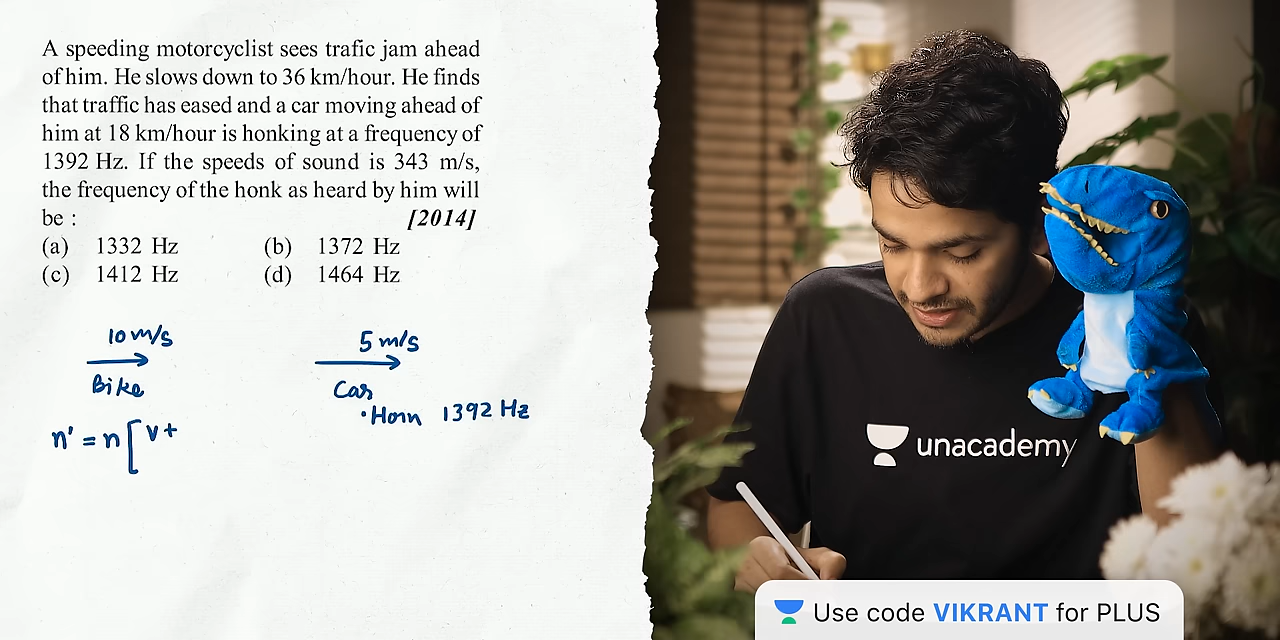 A speeding motorcyclist sees trafic jam ahead
of him. He slows down to 36 km/hour. He finds
that traffic has eased and a car moving ahead of
him at 18 km/hour is honking at a frequency of
1392 Hz. If the speeds of sound is 343 m/s,
the frequency of the honk as heard by him will
be : [2014]
(a) 1332 Hz (b) 1372 Hz
(c) 1412 Hz (d) 1464 Hz
10 m/s
Bike
5 m/s
Car
Horn 1392 Hz
n' = n [ v +
unacademy
Use code VIKRANT for PLUS